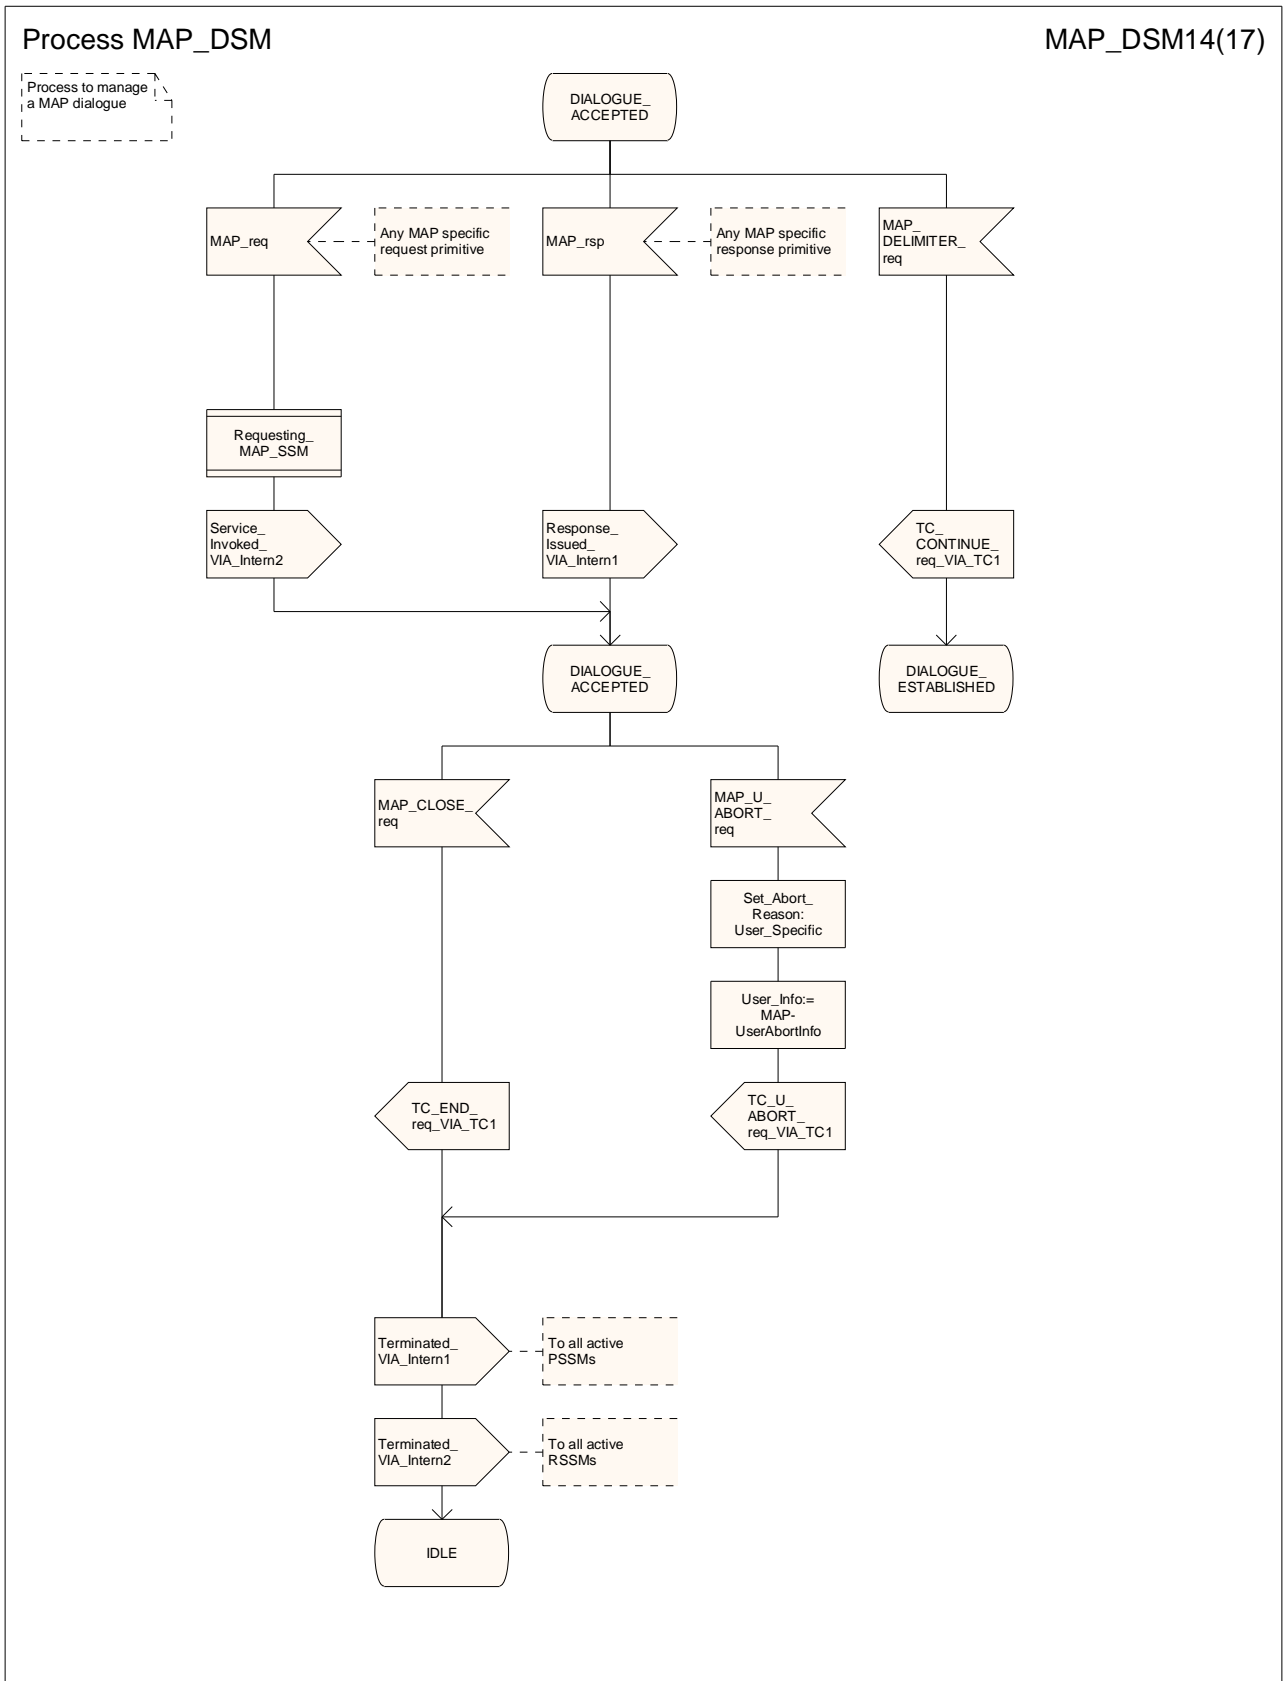 Process MAP_DSM
MAP_DSM14(17)
Process to manage
a MAP dialogue
DIALOGUE_
ACCEPTED
MAP_req
Any MAP specific
request primitive
MAP_rsp
Any MAP specific
response primitive
MAP_
DELIMITER_
req
Requesting_
MAP_SSM
Service_
Invoked_
VIA_Intern2
Response_
Issued_
VIA_Intern1
TC_
CONTINUE_
req_VIA_TC1
DIALOGUE_
ACCEPTED
DIALOGUE_
ESTABLISHED
MAP_CLOSE_
req
MAP_U_
ABORT_
req
Set_Abort_
Reason:
User_Specific
User_Info:=
MAP-
UserAbortInfo
TC_END_
req_VIA_TC1
TC_U_
ABORT_
req_VIA_TC1
Terminated_
VIA_Intern1
To all active
PSSMs
Terminated_
VIA_Intern2
To all active
RSSMs
IDLE